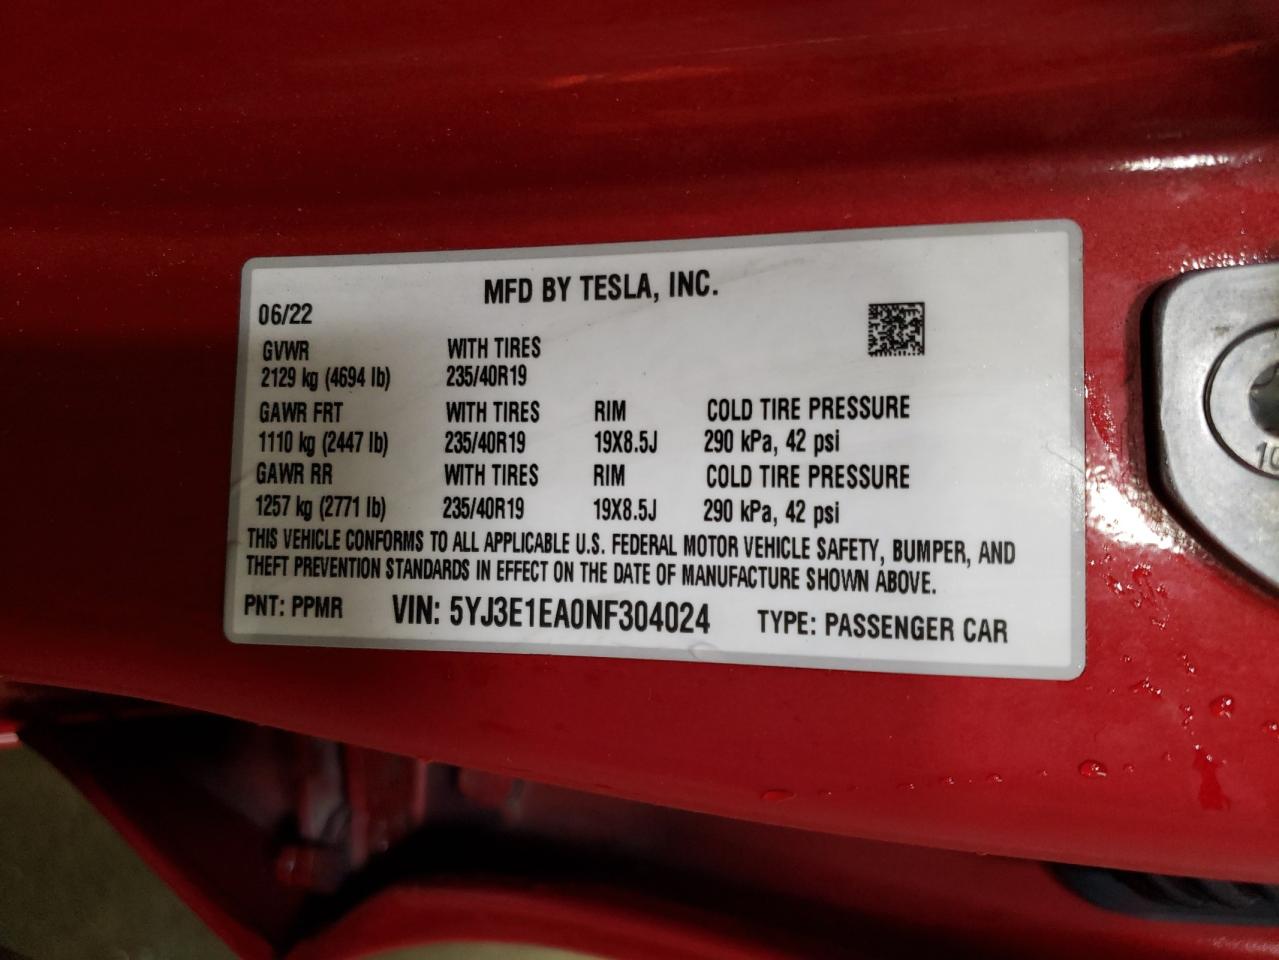 MFD BY TESLA, INC.
06/22
GVWR WITH TIRES
2129 kg (4694 lb) 235/40R19
GAWR FRT WITH TIRES RIM COLD TIRE PRESSURE
1110 kg (2447 lb) 235/40R19 19X8.5J 290 kPa, 42 psi
GAWR RR WITH TIRES RIM COLD TIRE PRESSURE
1257 kg (2771 lb) 235/40R19 19X8.5J 290 kPa, 42 psi
THIS VEHICLE CONFORMS TO ALL APPLICABLE U.S. FEDERAL MOTOR VEHICLE SAFETY, BUMPER, AND
THEFT PREVENTION STANDARDS IN EFFECT ON THE DATE OF MANUFACTURE SHOWN ABOVE.
PNT: PPMR VIN: 5YJ3E1EA0NF304024 TYPE: PASSENGER CAR